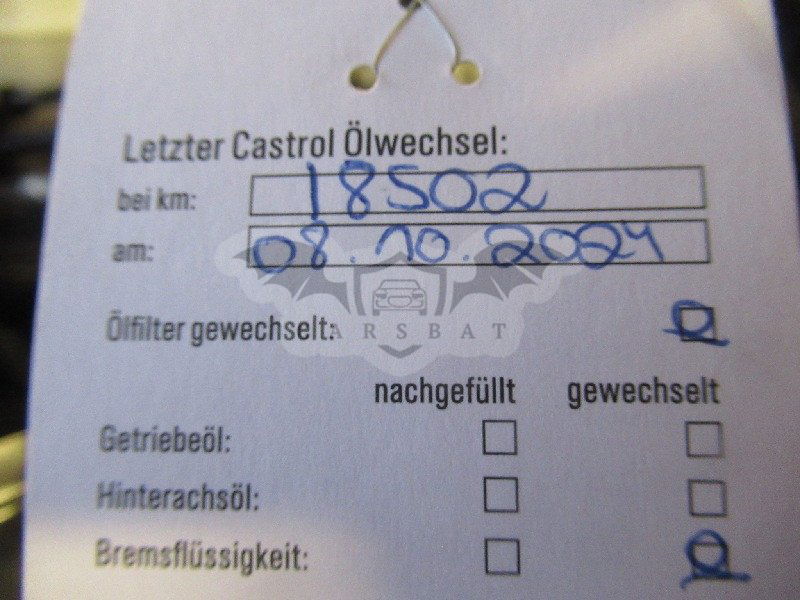 Letzter Castrol Ölwechsel:
bei km: 18502
am: 08.10.2024
ARSBAT
Ölfilter gewechselt:
nachgefüllt gewechselt
Getriebeöl:
Hinterachsöl:
Bremsflüssigkeit: